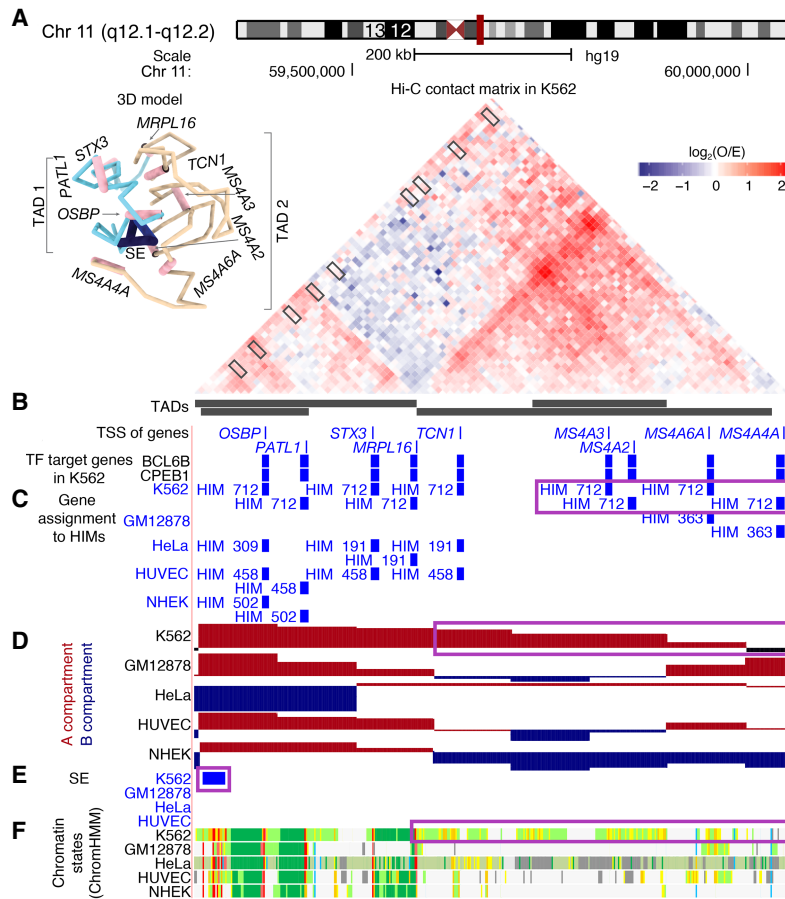 A
Chr 11 (q12.1-q12.2)
13 12
Scale
200 kb
hg19
Chr 11:
59,500,000
60,000,000
3D model
Hi-C contact matrix in K562
MRPL16
STX3
PATL1
TCN1
MS4A3
TAD 1
TAD 2
OSBP
SE
MS4A2
MS4A6A
MS4A4A
log2(O/E)
−2 −1 0 1 2
B
TADs
TSS of genes
OSBP STX3 TCN1 MS4A3 MS4A6A MS4A4A
PATL1 MRPL16 MS4A2
TF target genes
in K562
BCL6B
CPEB1
C
Gene
assignment
to HIMs
K562
HIM 712 HIM 712 HIM 712 HIM 712 HIM 712
HIM 712 HIM 712 HIM 712 HIM 712
GM12878
HIM 363
HIM 363
HeLa
HIM 309 HIM 191 HIM 191
HIM 191
HUVEC
HIM 458 HIM 458 HIM 458
HIM 458
NHEK
HIM 502
HIM 502
D
A compartment
B compartment
K562
GM12878
HeLa
HUVEC
NHEK
E
SE
K562
GM12878
HeLa
HUVEC
F
Chromatin
states
(ChromHMM)
K562
GM12878
HeLa
HUVEC
NHEK